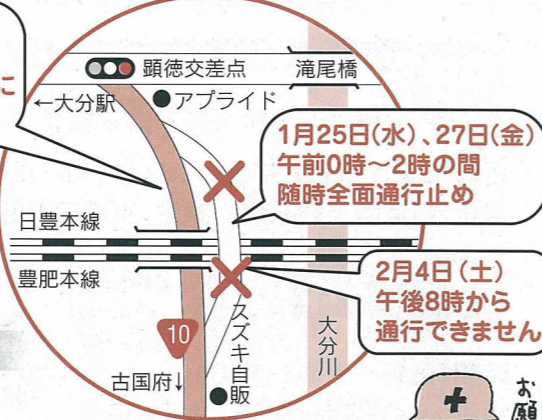 に
顕徳交差点
滝尾橋
←大分駅
●アプライド
1月25日(水)、27日(金)
午前0時～2時の間
随時全面通行止め
日豊本線
豊肥本線
2月4日(土)
午後8時から
通行できません
10
スズキ自販
大分川
古国府↓
お願